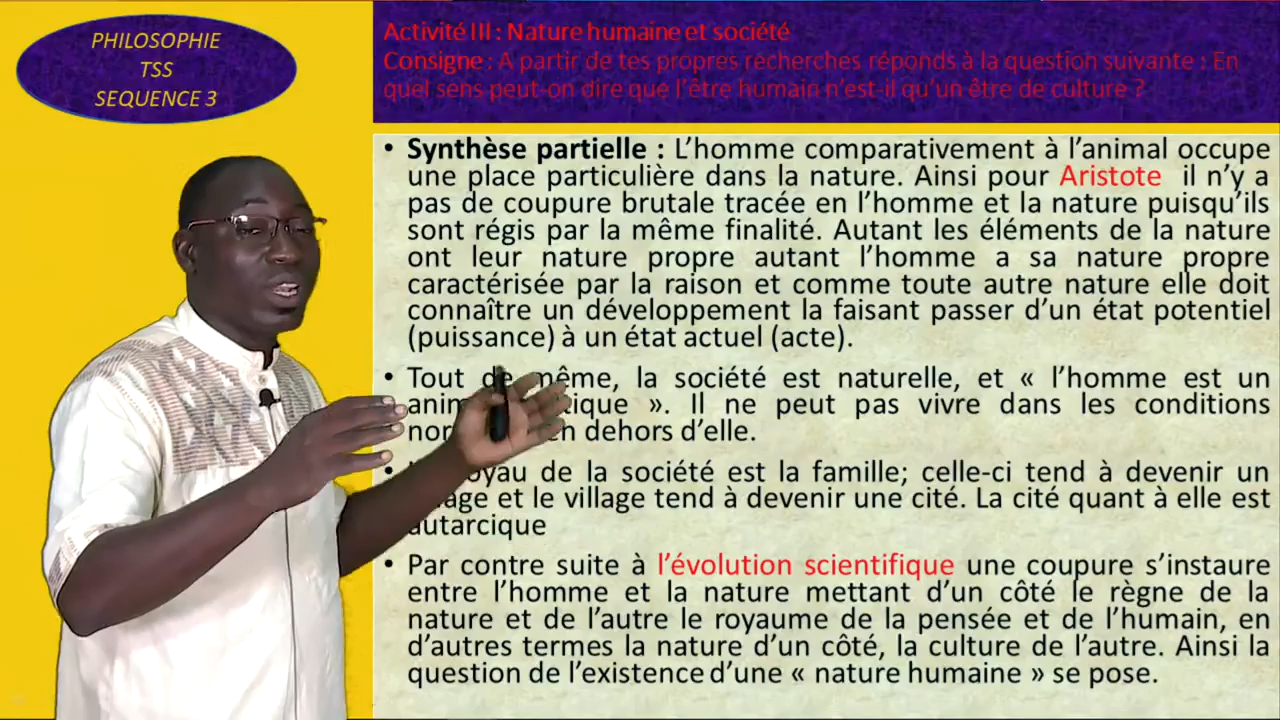 PHILOSOPHIE
TSS
SEQUENCE 3
Activité III : Nature humaine et société
Consigne : A partir de tes propres recherches réponds à la question suivante : En
quel sens peut-on dire que l'être humain n'est-il qu'un être de culture ?
• Synthèse partielle : L'homme comparativement à l'animal occupe
une place particulière dans la nature. Ainsi pour Aristote il n'y a
pas de coupure brutale tracée en l'homme et la nature puisqu'ils
sont régis par la même finalité. Autant les éléments de la nature
ont leur nature propre autant l'homme a sa nature propre
caractérisée par la raison et comme toute autre nature elle doit
connaître un développement la faisant passer d'un état potentiel
(puissance) à un état actuel (acte).
• Tout de même, la société est naturelle, et « l'homme est un
». Il ne peut pas vivre dans les conditions
en dehors d'elle.
• de la société est la famille; celle-ci tend à devenir un
et le village tend à devenir une cité. La cité quant à elle est
autarcique
• Par contre suite à l'évolution scientifique une coupure s'instaure
entre l'homme et la nature mettant d'un côté le règne de la
nature et de l'autre le royaume de la pensée et de l'humain, en
d'autres termes la nature d'un côté, la culture de l'autre. Ainsi la
question de l'existence d'une « nature humaine » se pose.